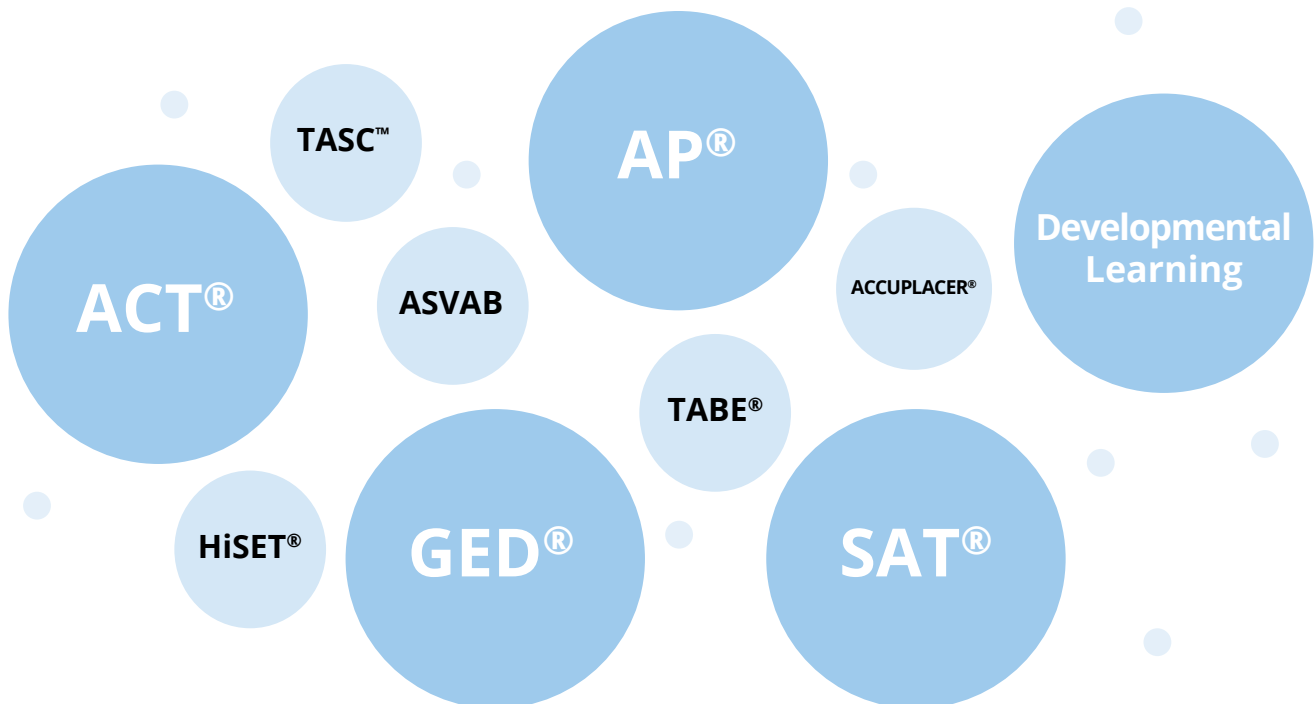 TASC™
AP®
Developmental
Learning
ACT®
ASVAB
ACCUPLACER®
TABE®
HiSET®
GED®
SAT®